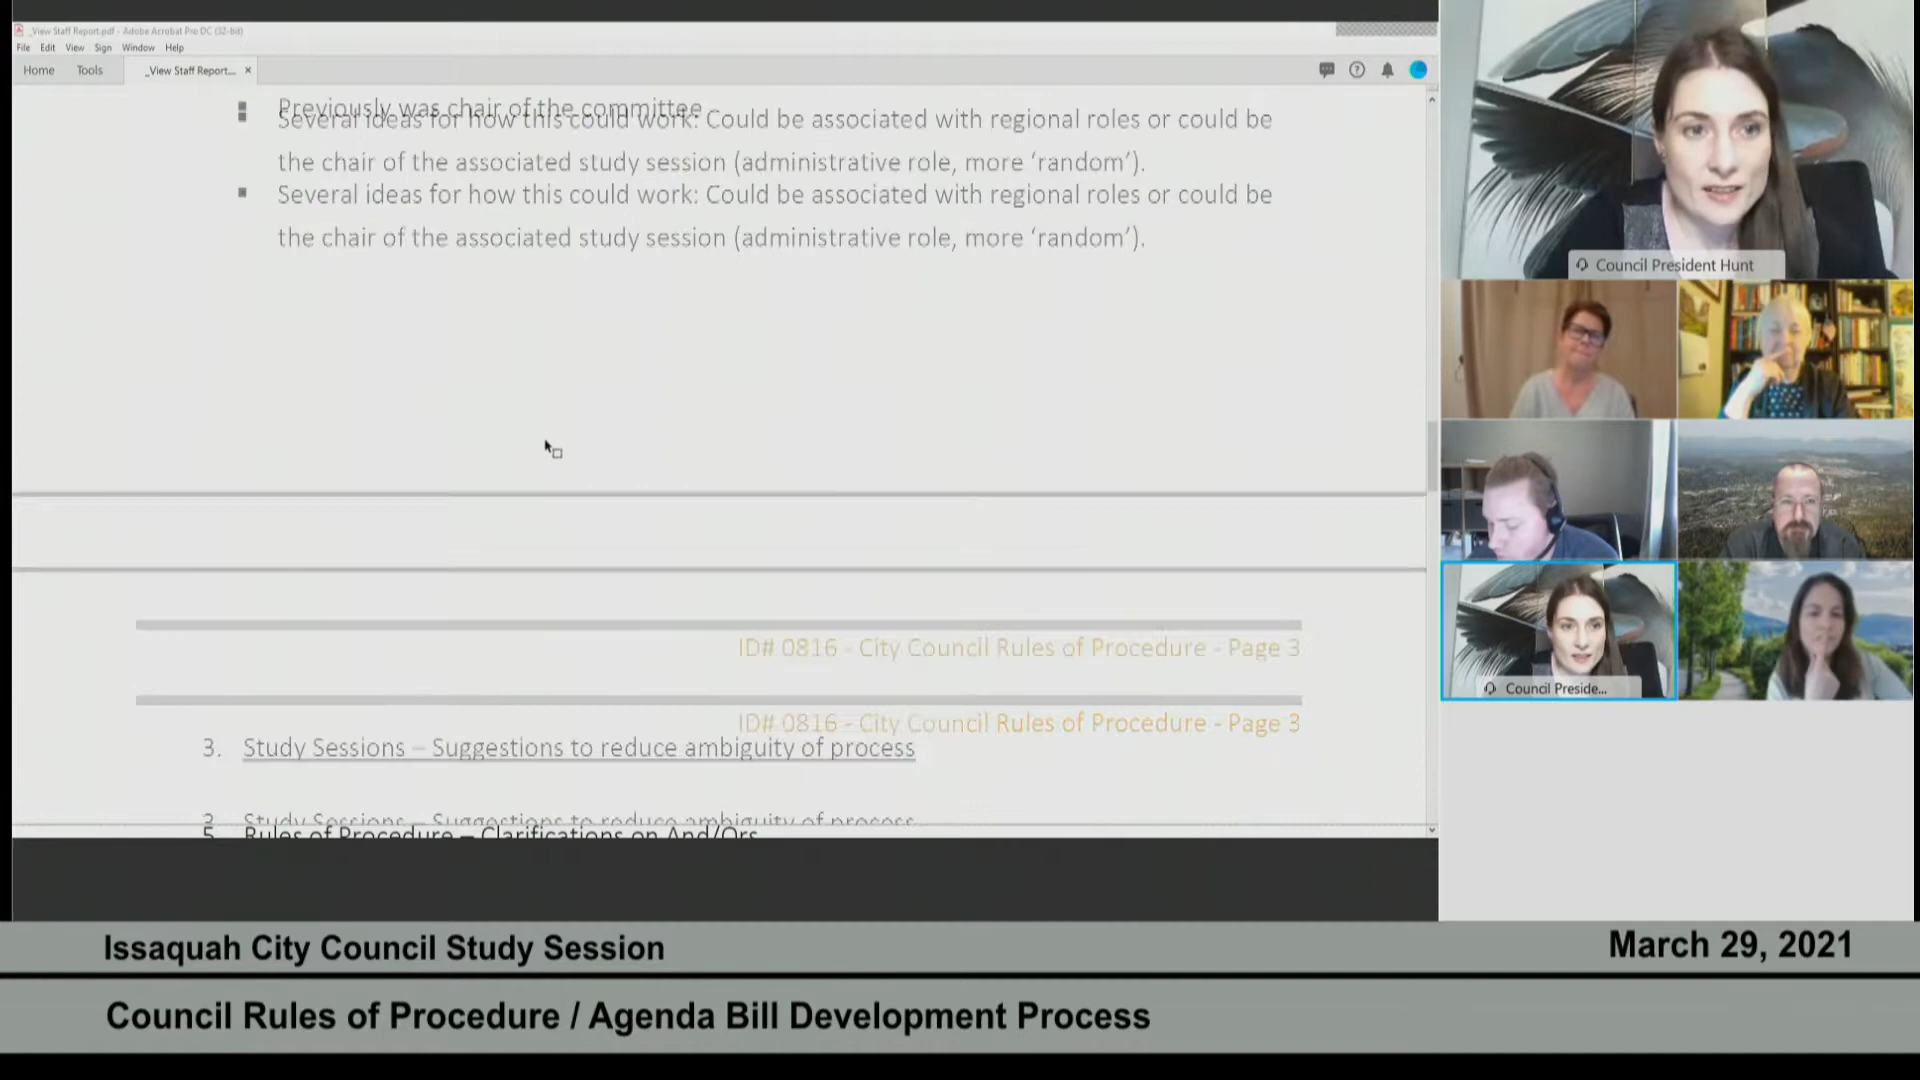 _View Staff Report.pdf - Adobe Acrobat Pro DC (32-bit)
File Edit View Sign Window Help
Home Tools _View Staff Report... ×
Previously was chair of the committee
Several ideas for how this could work: Could be associated with regional roles or could be
the chair of the associated study session (administrative role, more ‘random’).
Several ideas for how this could work: Could be associated with regional roles or could be
the chair of the associated study session (administrative role, more ‘random’).
ID# 0816 - City Council Rules of Procedure - Page 3
ID# 0816 - City Council Rules of Procedure - Page 3
3. Study Sessions – Suggestions to reduce ambiguity of process
3. Study Sessions – Suggestions to reduce ambiguity of process
5. Rules of Procedure – Clarifications on And/Ors
Council President Hunt
Council Preside...
Issaquah City Council Study Session
March 29, 2021
Council Rules of Procedure / Agenda Bill Development Process